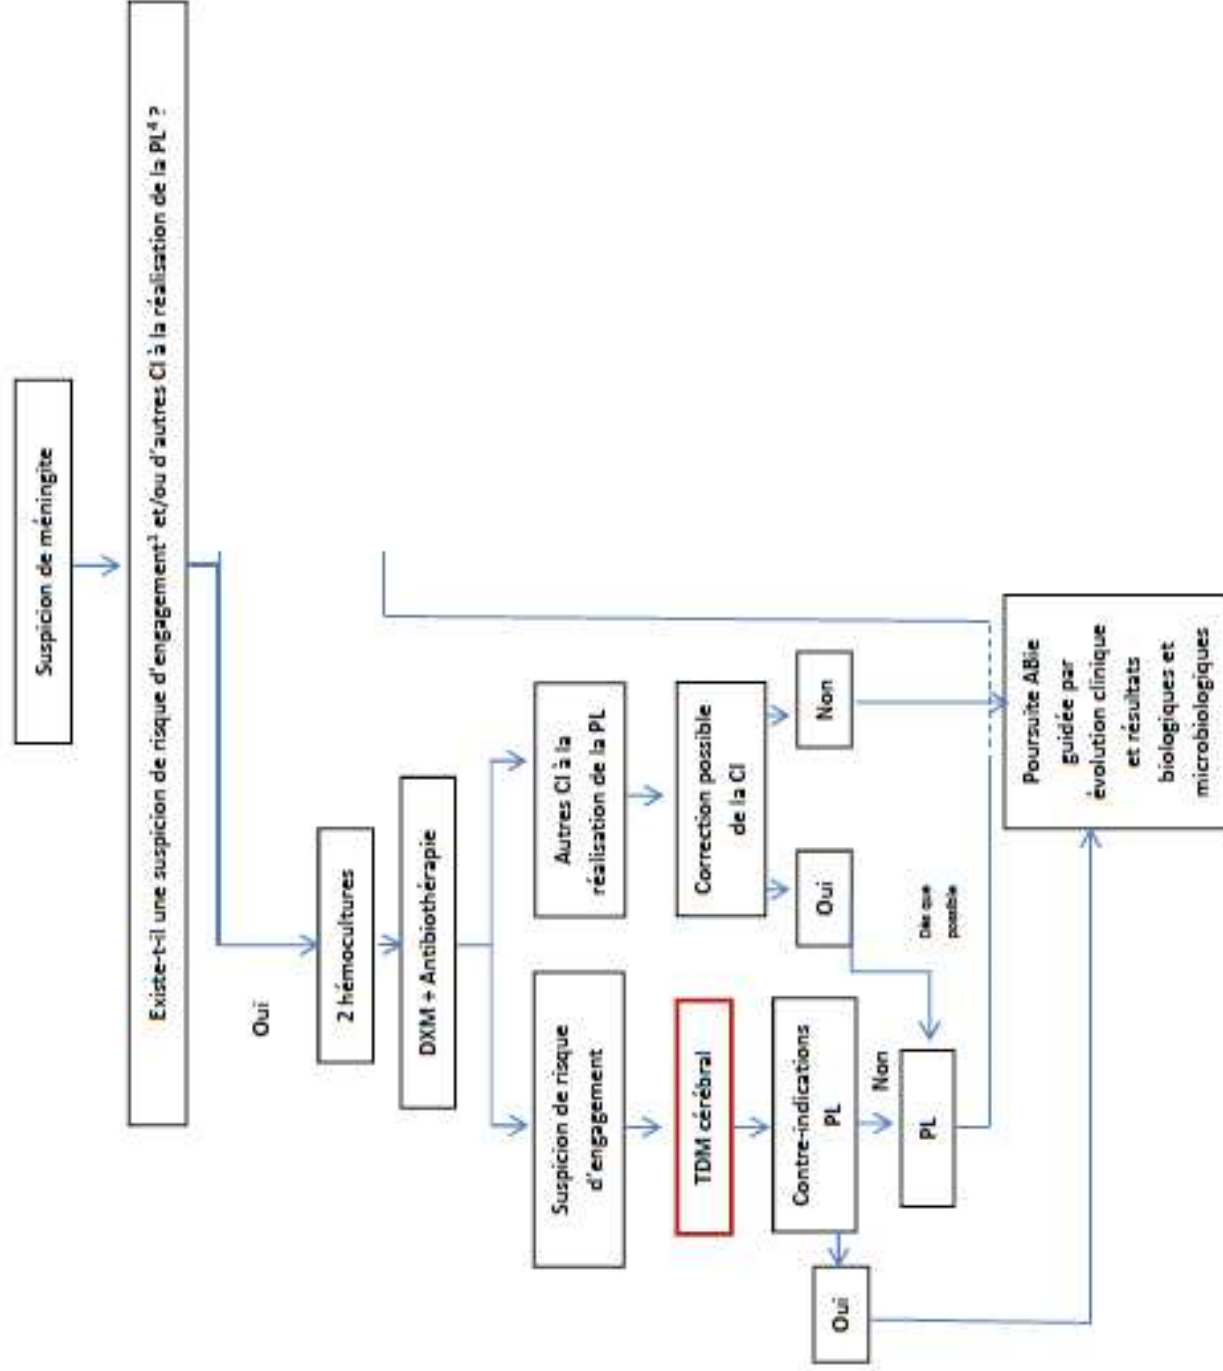 Suspicion de méningite
Existe-t-il une suspicion de risque d'engagement¹ et/ou d'autres CI à la réalisation de la PL⁴ ?
Oui
2 hémocultures
DXM + Antibiothérapie
Suspicion de risque
d'engagement
Autres CI à la
réalisation de la PL
TDM cérébral
Correction possible
de la CI
Contre-indications
PL
Oui
Non
Oui
Non
PL
Dès que
possible
Poursuite ABie
guidée par
évolution clinique
et résultats
biologiques et
microbiologiques